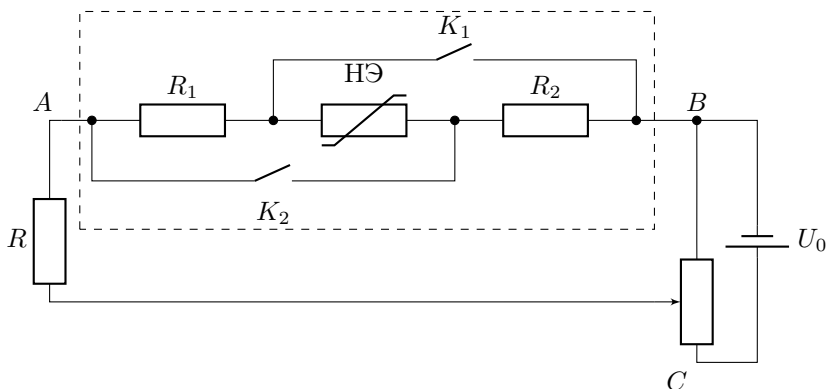 K₁
НЭ
R₁
R₂
A
B
K₂
R
U₀
C